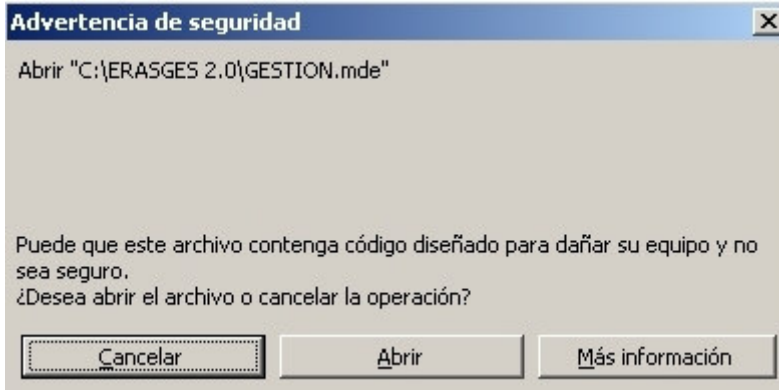 Advertencia de seguridad
Abrir "C:\ERASGES 2.0\GESTION.mde"
Puede que este archivo contenga código diseñado para dañar su equipo y no
sea seguro.
¿Desea abrir el archivo o cancelar la operación?
Cancelar Abrir Más información